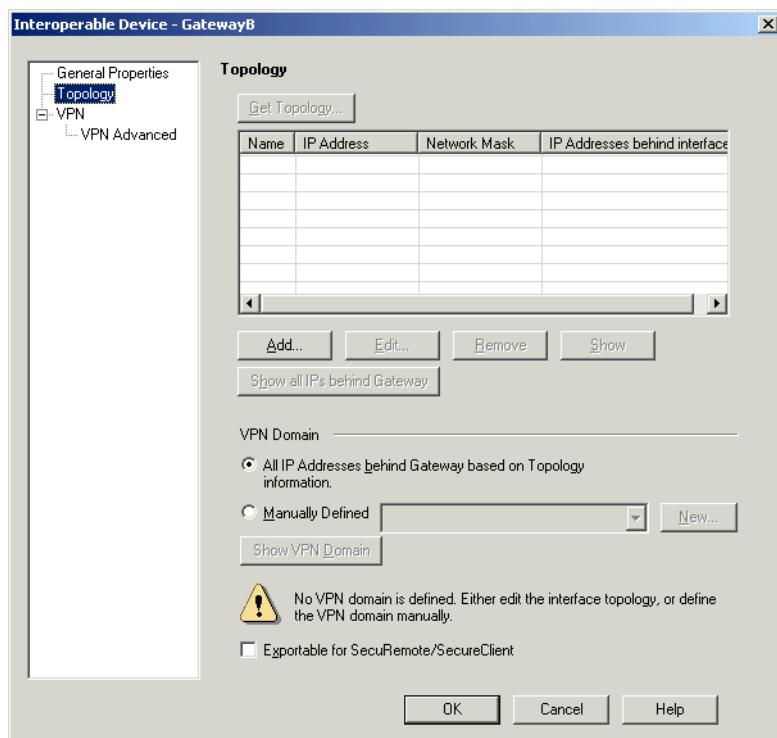 Interoperable Device - GatewayB
General Properties
Topology
VPN
VPN Advanced
Topology
Get Topology...
Name IP Address Network Mask IP Addresses behind interface
Add... Edit... Remove Show
Show all IPs behind Gateway
VPN Domain
All IP Addresses behind Gateway based on Topology
information.
Manually Defined New...
Show VPN Domain
No VPN domain is defined. Either edit the interface topology, or define
the VPN domain manually.
Exportable for SecuRemote/SecureClient
OK Cancel Help